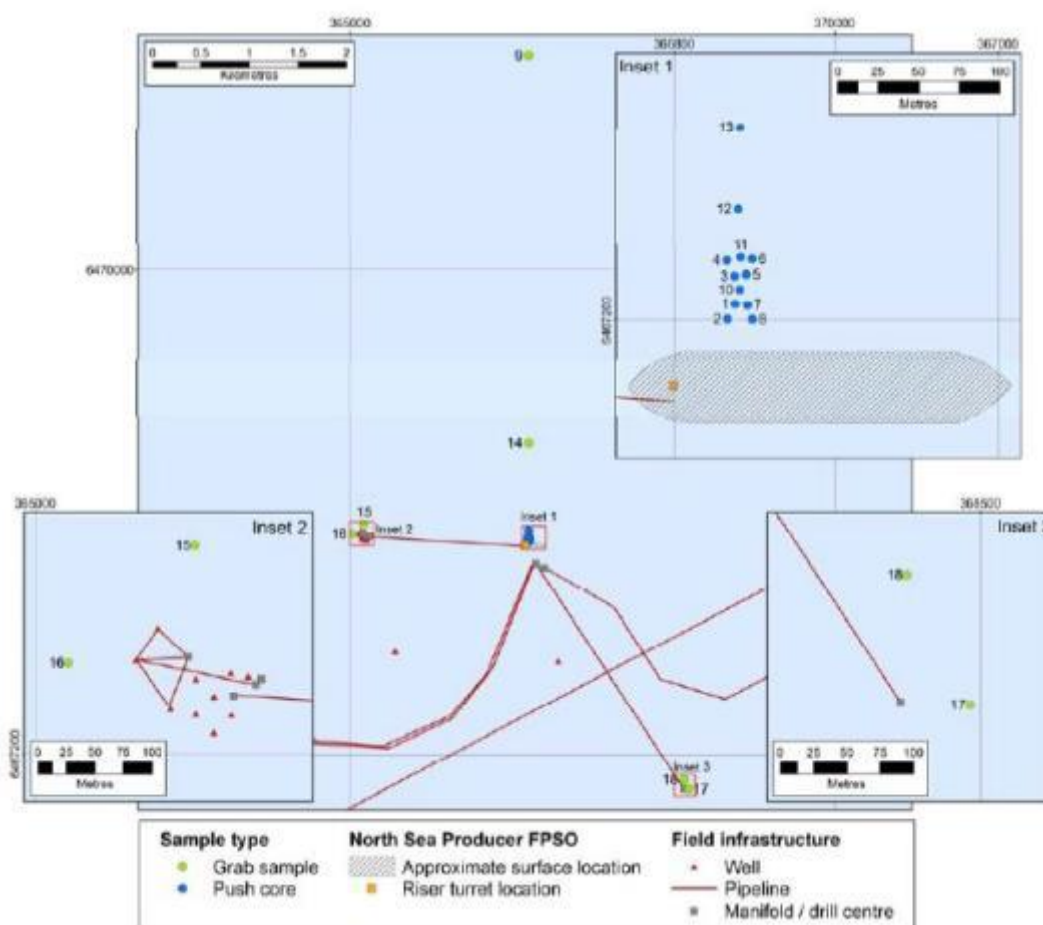 365000 370000
0 0.5 1 1.5 2
Kilometres
9
366800 367000
Inset 1
0 25 50 75 100
Metres
13
12
11
4 6
3 5
10
1 7
2 8
6467200
6470000
14
15
16 Inset 2
Inset 1
365000
Inset 2
15
16
0 25 50 75 100
Metres
Inset 3
18 17
368500
Inset
18
17
0 25 50 75 100
Metres
Sample type
Grab sample
Push core
North Sea Producer FPSO
Approximate surface location
Riser turret location
Field infrastructure
Well
Pipeline
Manifold / drill centre